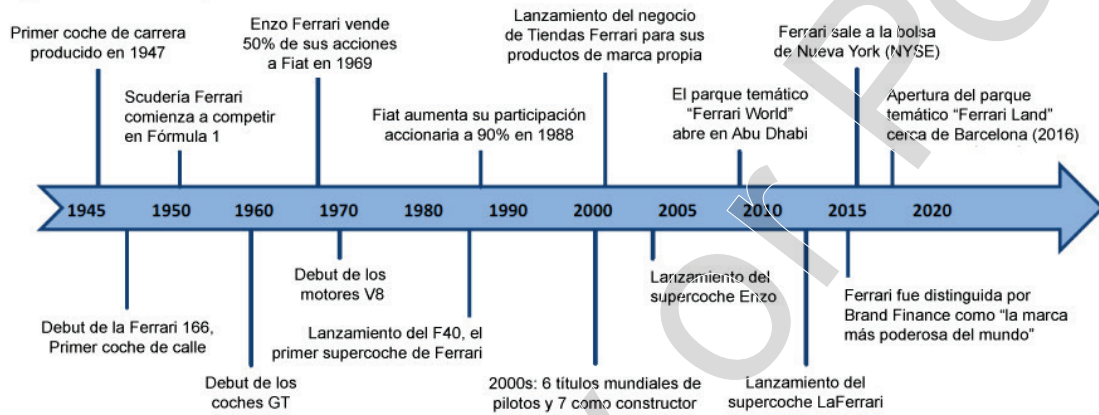 Primer coche de carrera
producido en 1947
Scudería Ferrari
comienza a competir
en Fórmula 1
Enzo Ferrari vende
50% de sus acciones
a Fiat en 1969
Fiat aumenta su participación
accionaria a 90% en 1988
Lanzamiento del negocio
de Tiendas Ferrari para sus
productos de marca propia
El parque temático
“Ferrari World”
abre en Abu Dhabi
Ferrari sale a la bolsa
de Nueva York (NYSE)
Apertura del parque
temático “Ferrari Land”
cerca de Barcelona (2016)
1945 1950 1960 1970 1980 1990 2000 2005 2010 2015 2020
Debut de la Ferrari 166,
Primer coche de calle
Debut de los
coches GT
Debut de los
motores V8
Lanzamiento del F40, el
primer supercoche de Ferrari
2000s: 6 títulos mundiales de
pilotos y 7 como constructor
Lanzamiento del
supercoche Enzo
Lanzamiento del
supercoche LaFerrari
Ferrari fue distinguida por
Brand Finance como “la marca
más poderosa del mundo”